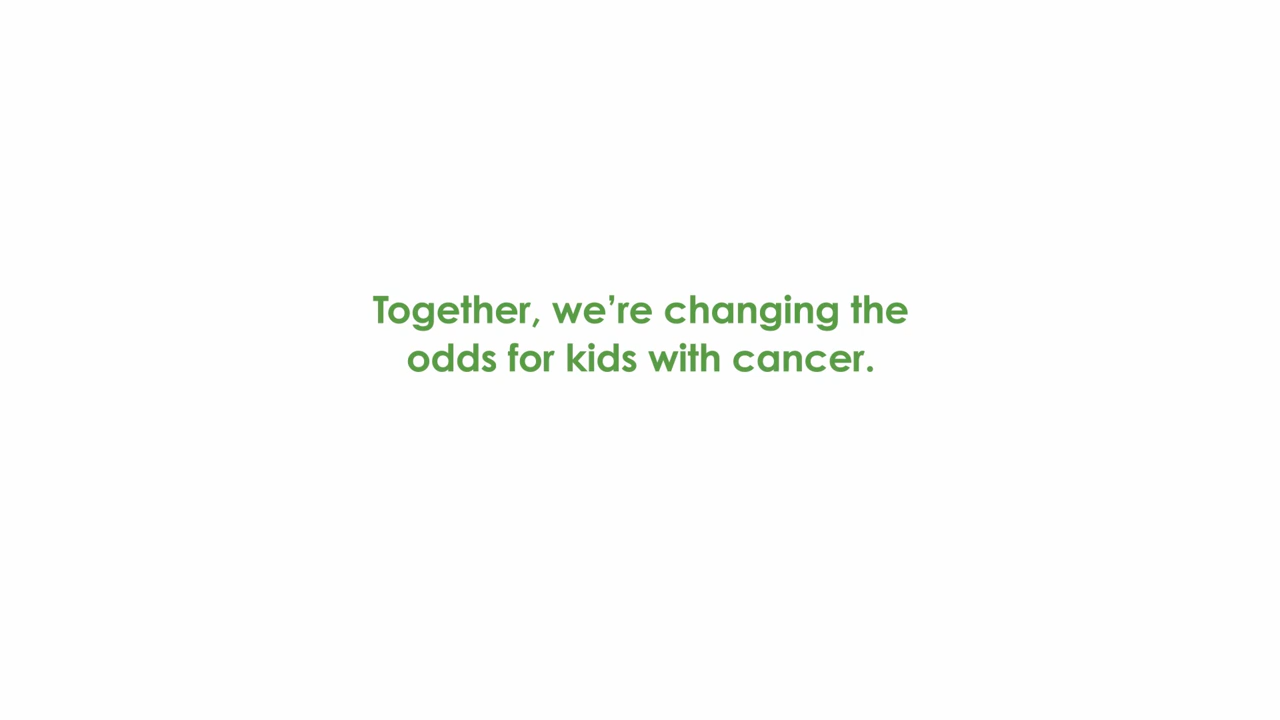 Together, we’re changing the
odds for kids with cancer.